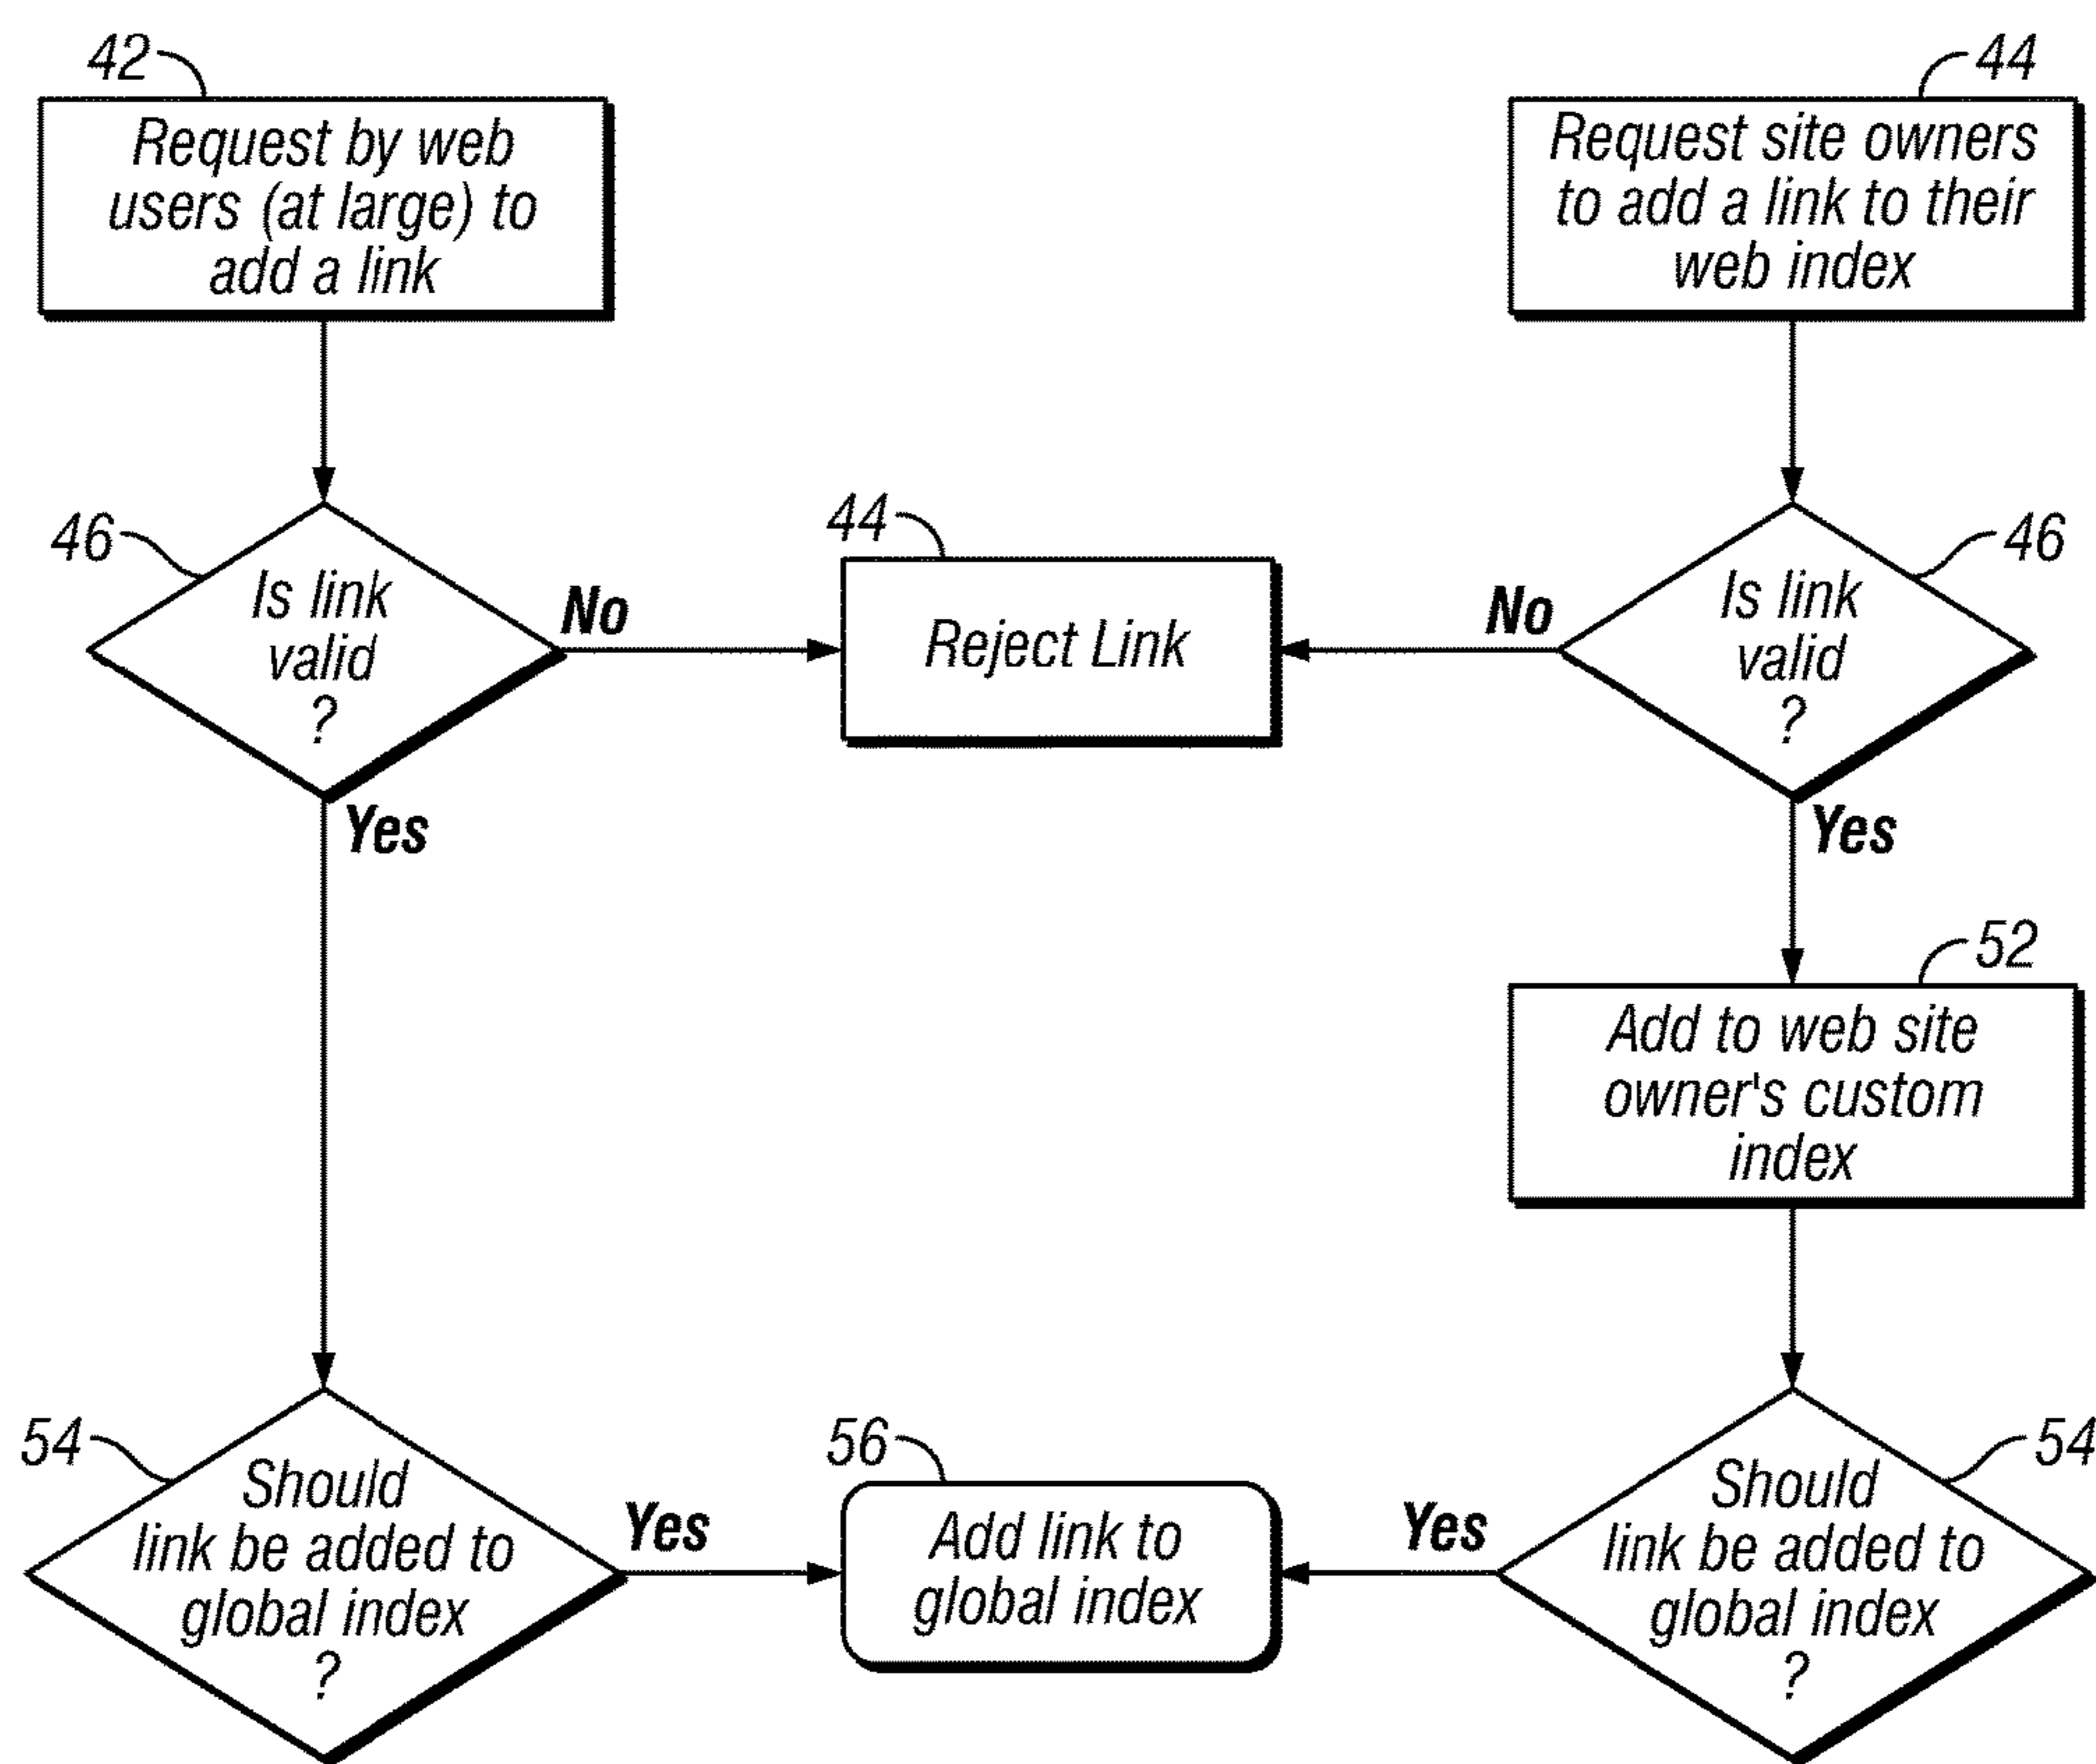 42
Request by web
users (at large) to
add a link
44
Request site owners
to add a link to their
web index
46
Is link
valid
?
No
Yes
44
Reject Link
No
46
Is link
valid
?
Yes
52
Add to web site
owner's custom
index
54
Should
link be added to
global index
?
Yes
56
Add link to
global index
Yes
54
Should
link be added to
global index
?